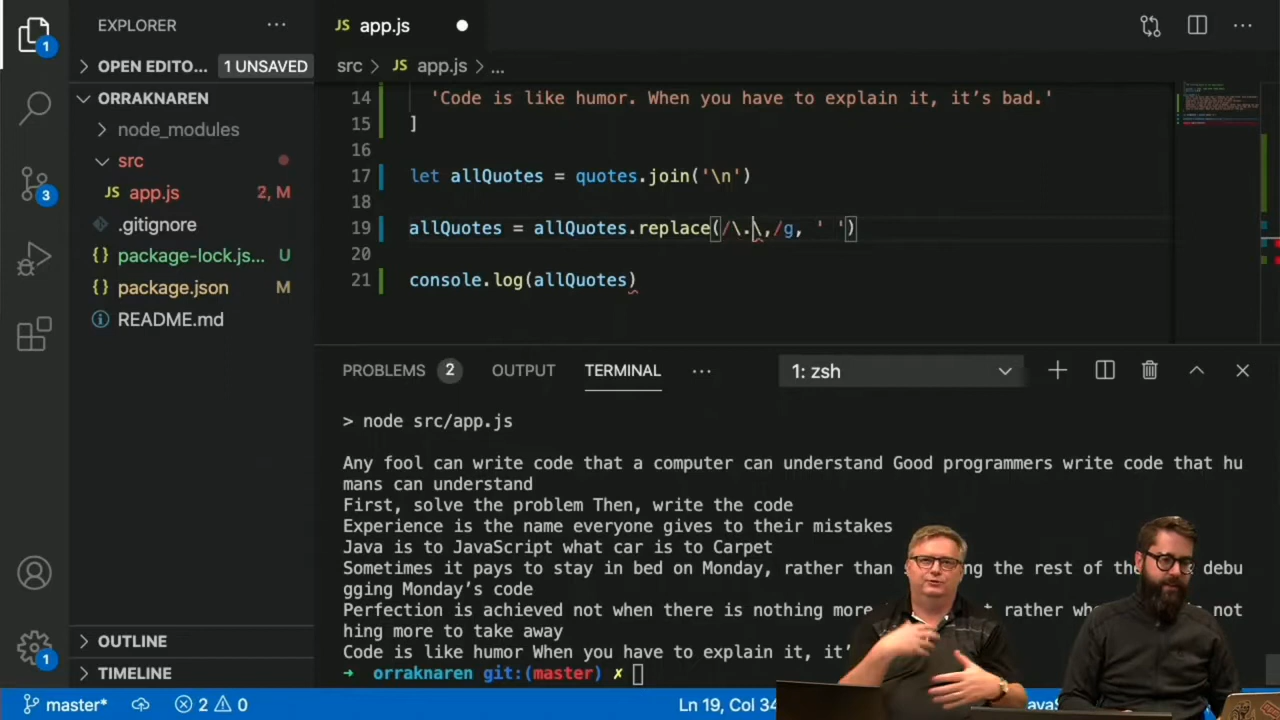 EXPLORER
JS app.js
OPEN EDITO... 1 UNSAVED
src > JS app.js > ...
ORRAKNAREN
node_modules
src
JS app.js 2, M
.gitignore
package-lock.js... U
package.json M
README.md
OUTLINE
TIMELINE
14 'Code is like humor. When you have to explain it, it’s bad.'
15 ]
16
17 let allQuotes = quotes.join('\n')
18
19 allQuotes = allQuotes.replace(/\.\,/g, ' ')
20
21 console.log(allQuotes)
PROBLEMS 2 OUTPUT TERMINAL ... 1: zsh
> node src/app.js
Any fool can write code that a computer can understand Good programmers write code that hu
mans can understand
First, solve the problem Then, write the code
Experience is the name everyone gives to their mistakes
Java is to JavaScript what car is to Carpet
Sometimes it pays to stay in bed on Monday, rather than ng the rest of the debu
gging Monday’s code
Perfection is achieved not when there is nothing more rather not
hing more to take away
Code is like humor When you have to explain it, it’
➜ orraknaren git:(master) ✗
1
3
1
master* 2 0 Ln 19, Col 34